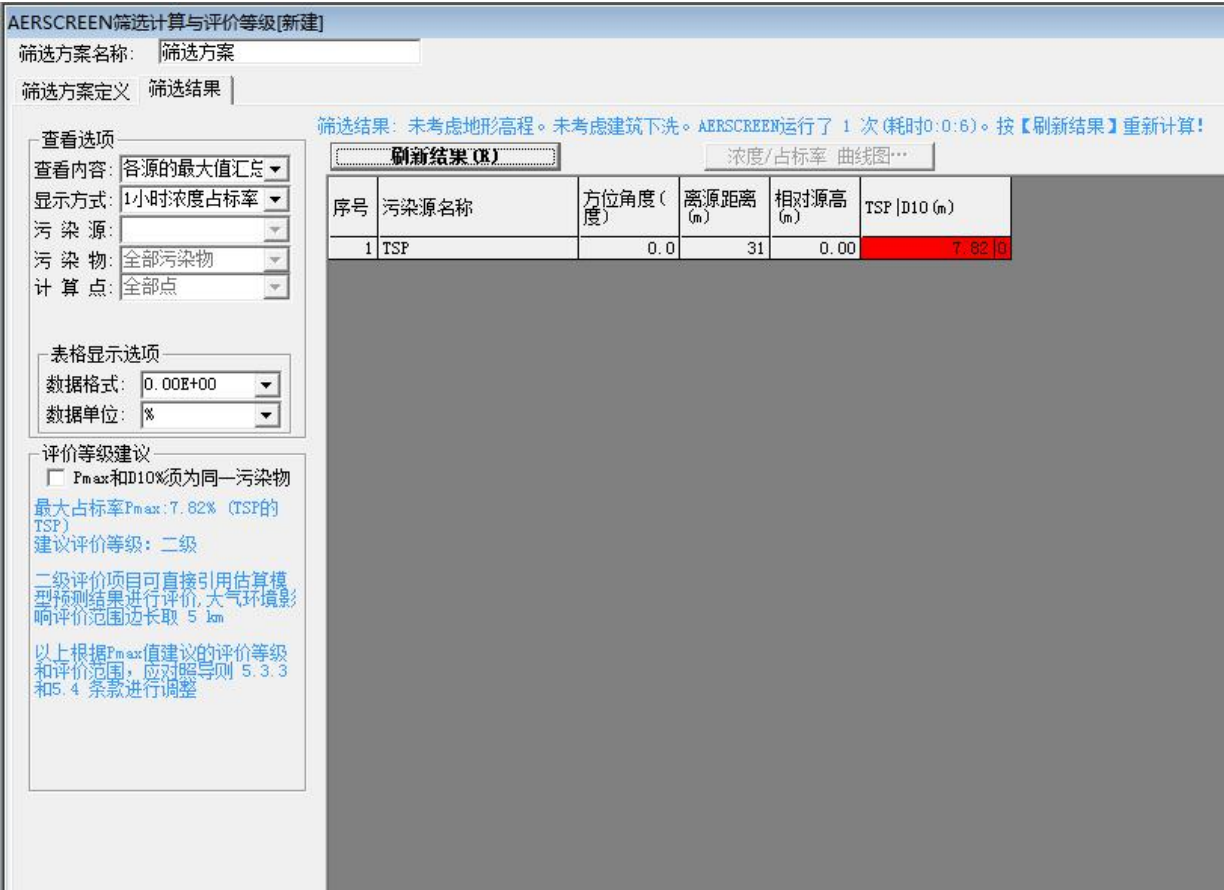 AERSCREEN筛选计算与评价等级[新建]
筛选方案名称: 筛选方案
筛选方案定义 筛选结果
筛选结果: 未考虑地形高程。未考虑建筑下洗。AERSCREEN运行了 1 次(耗时0:0:6)。按【刷新结果】重新计算!
查看选项
查看内容: 各源的最大值汇总
显示方式: 1小时浓度占标率
污 染 源:
污 染 物: 全部污染物
计 算 点: 全部点
表格显示选项
数据格式: 0.00E+00
数据单位: %
评价等级建议
Pmax和D10%须为同一污染物
最大占标率Pmax:7.82% (TSP的
TSP)
建议评价等级: 二级
二级评价项目可直接引用估算模
型预测结果进行评价,大气环境影
响评价范围边长取 5 km
以上根据Pmax值建议的评价等级
和评价范围,应对照导则 5.3.3
和5.4 条款进行调整
刷新结果(R) 浓度/占标率 曲线图…
序号 污染源名称 方位角度( 离源距离 相对源高 TSP|D10(m)
度) (m) (m)
1 TSP 0.0 31 0.00 7.82|0